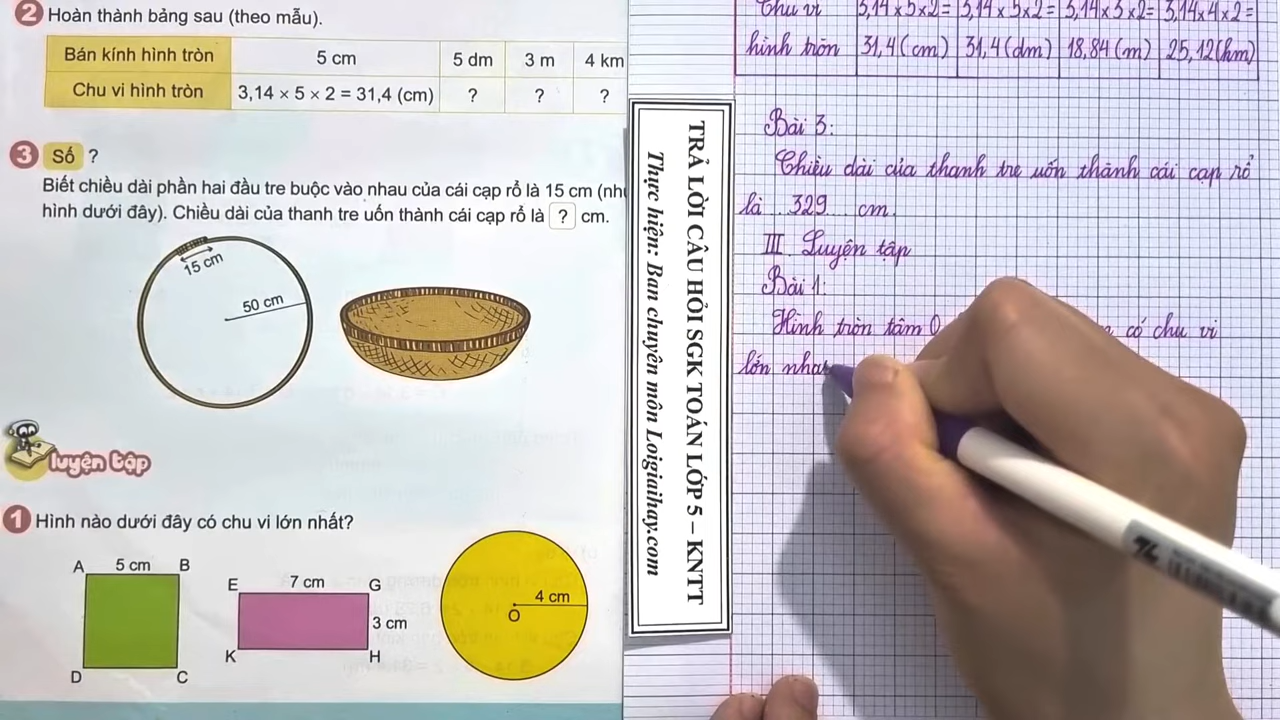 2 Hoàn thành bảng sau (theo mẫu).
Bán kính hình tròn 5 cm 5 dm 3 m 4 km
Chu vi hình tròn 3,14 × 5 × 2 = 31,4 (cm) ? ? ?
3 Số ?
Biết chiều dài phần hai đầu tre buộc vào nhau của cái cạp rổ là 15 cm (như
hình dưới đây). Chiều dài của thanh tre uốn thành cái cạp rổ là ? cm.
15 cm
50 cm
luyện tập
1 Hình nào dưới đây có chu vi lớn nhất?
A 5 cm B
D C
E 7 cm G
3 cm
K H
4 cm
O
TRẢ LỜI CÂU HỎI SGK TOÁN LỚP 5 – KNTT
Thực hiện: Ban chuyên môn Loigiaihay.com
Chu vi 3,14×5×2= 3,14×5×2= 3,14×3×2= 3,14×4×2=
hình tròn 31,4(cm) 31,4(dm) 18,84(m) 25,12(km)
Bài 3:
Chiều dài của thanh tre uốn thành cái cạp rổ
là 329 cm.
III. Luyện tập
Bài 1:
Hình tròn tâm O có chu vi
lớn nhất